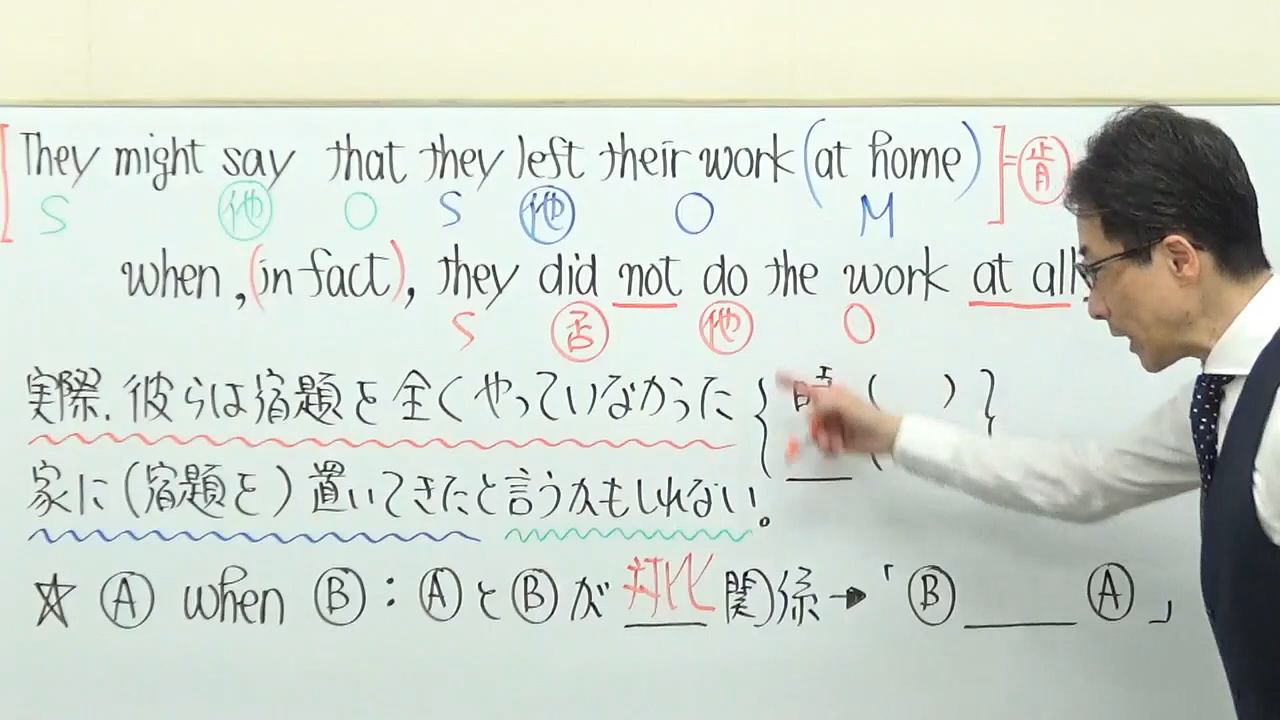 [They might say that they left their work (at home)]=肯
S 他 O S 他 O M
when, (in fact), they did not do the work at all
S 否 他 O
実際、彼らは宿題を全くやっていなかった{時( )}
家に(宿題を)置いてきたと言うかもしれない。
☆ Ⓐ when Ⓑ:ⒶとⒷが対比関係→「Ⓑ____Ⓐ」